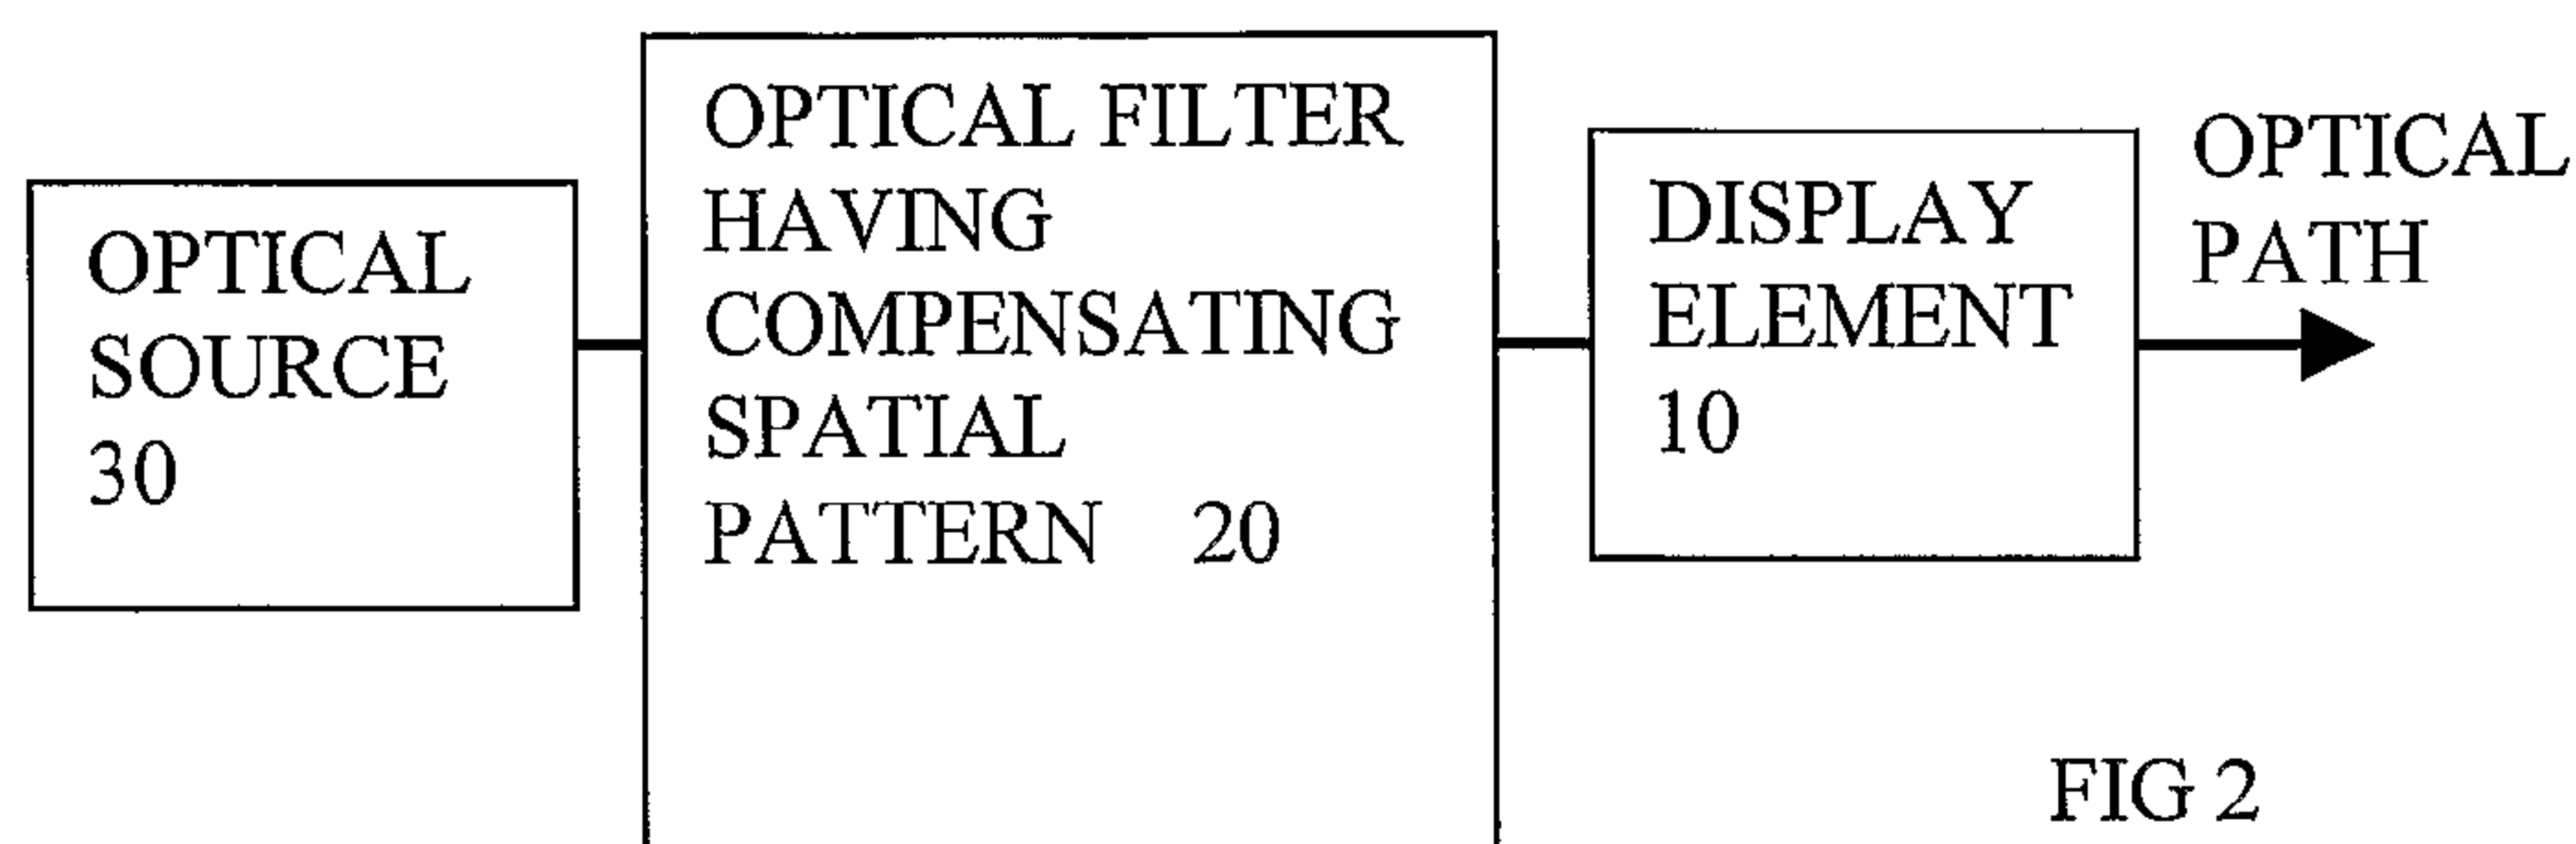 OPTICAL
SOURCE
30
OPTICAL FILTER
HAVING
COMPENSATING
SPATIAL
PATTERN 20
DISPLAY
ELEMENT
10
OPTICAL
PATH
FIG 2